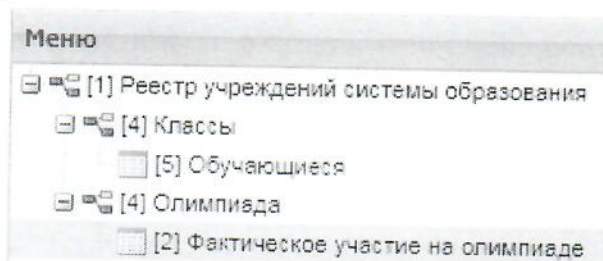 Меню
[1] Реестр учреждений системы образования
[4] Классы
[5] Обучающиеся
[4] Олимпиада
[2] Фактическое участие на олимпиаде